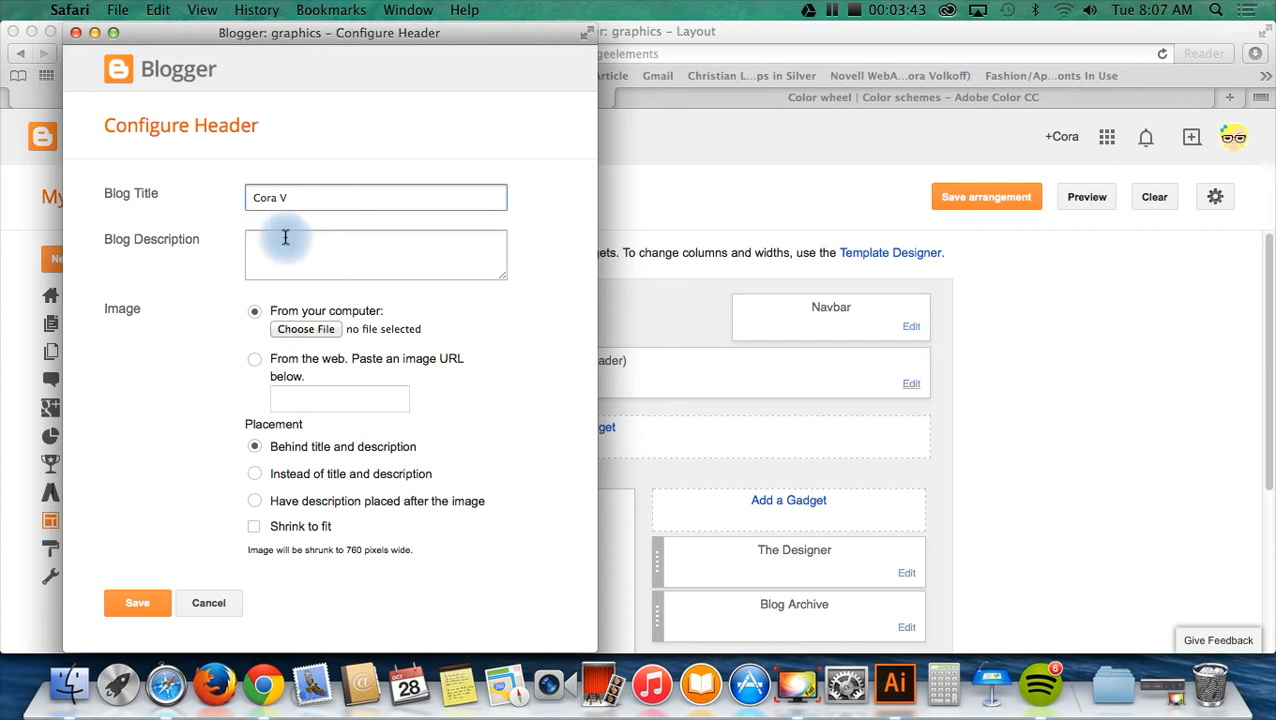 Safari File Edit View History Bookmarks Window Help 00:03:43 Tue 8:07 AM
Blogger: graphics – Configure Header
: graphics – Layout
geelements Reader
Article Gmail Christian L...ps in Silver Novell WebA...ora Volkoff) Fashion/Ap...onts In Use
Color wheel | Color schemes – Adobe Color CC
Blogger
Configure Header
+Cora
Blog Title Cora V
My
Save arrangement Preview Clear
Blog Description
Ne
gets. To change columns and widths, use the Template Designer.
Image
From your computer:
Choose File no file selected
Navbar
Edit
From the web. Paste an image URL
below.
ader)
Edit
Placement
Behind title and description
get
Instead of title and description
Have description placed after the image
Add a Gadget
Shrink to fit
Image will be shrunk to 760 pixels wide.
The Designer
Edit
Save Cancel
Blog Archive
Edit
Give Feedback
OCT
28
Ai
6